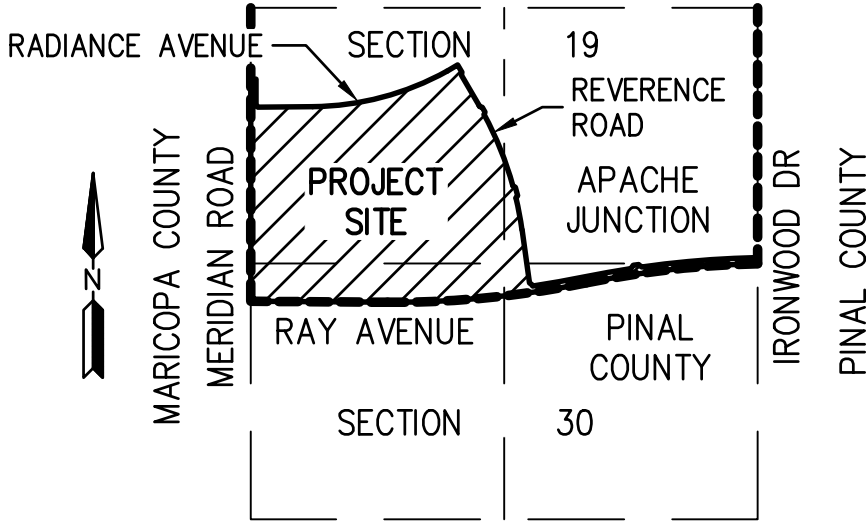 RADIANCE AVENUE
SECTION 19
REVERENCE
ROAD
PROJECT
SITE
APACHE
JUNCTION
MARICOPA COUNTY
MERIDIAN ROAD
IRONWOOD DR
PINAL COUNTY
N
RAY AVENUE
PINAL
COUNTY
SECTION 30